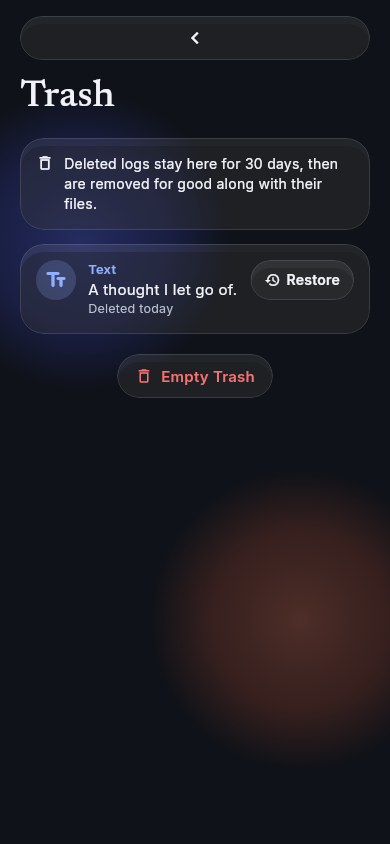 Trash
Deleted logs stay here for 30 days, then
are removed for good along with their
files.
Text
A thought I let go of.
Deleted today
Restore
Empty Trash